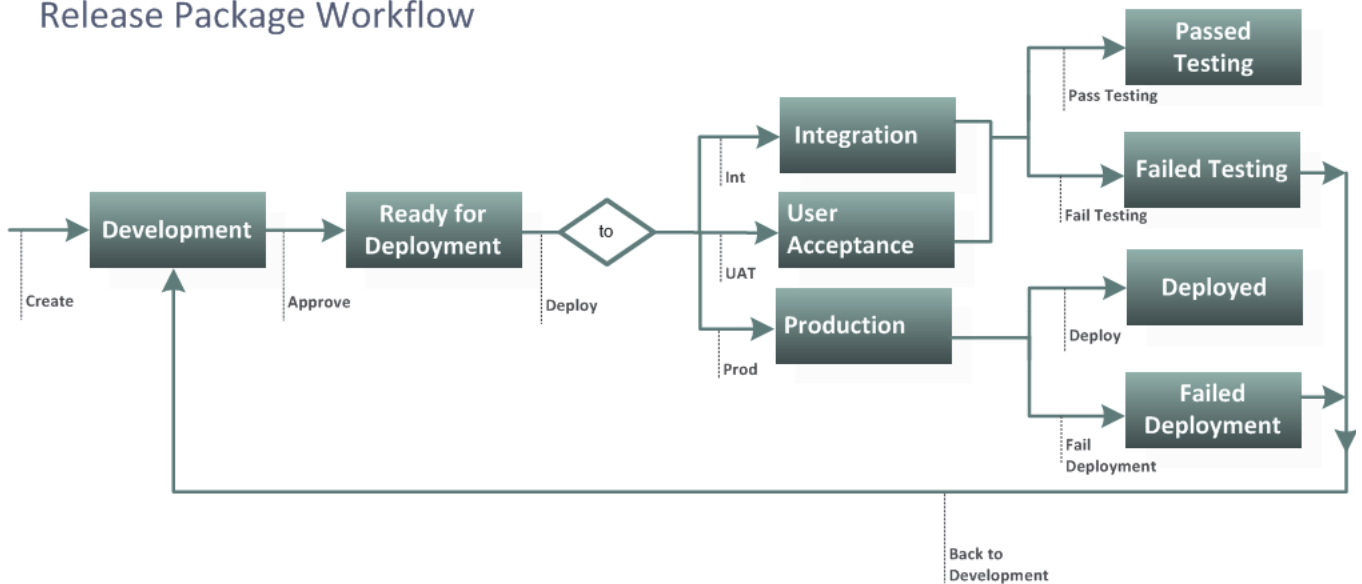 Release Package Workflow
Passed
Testing
Pass Testing
Integration
Int
Failed Testing
Fail Testing
Development
Ready for
Deployment
to
User
Acceptance
UAT
Create
Approve
Deploy
Deployed
Deploy
Production
Prod
Failed
Deployment
Fail
Deployment
Back to
Development